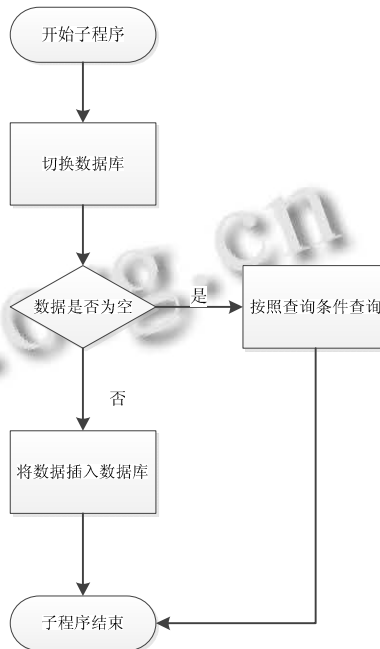 开始子程序
切换数据库
数据是否为空
是
按照查询条件查询
否
将数据插入数据库
子程序结束
.org.cn